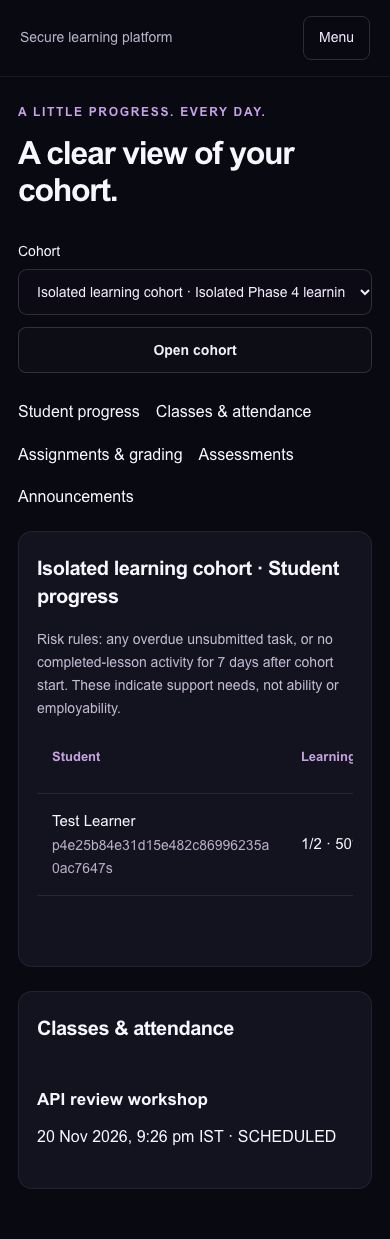 Secure learning platform
Menu
A LITTLE PROGRESS. EVERY DAY.
A clear view of your
cohort.
Cohort
Isolated learning cohort · Isolated Phase 4 learnin
Open cohort
Student progress Classes & attendance
Assignments & grading Assessments
Announcements
Isolated learning cohort · Student
progress
Risk rules: any overdue unsubmitted task, or no
completed-lesson activity for 7 days after cohort
start. These indicate support needs, not ability or
employability.
Student Learning
Test Learner
p4e25b84e31d15e482c86996235a
0ac7647s
1/2 · 50
Classes & attendance
API review workshop
20 Nov 2026, 9:26 pm IST · SCHEDULED